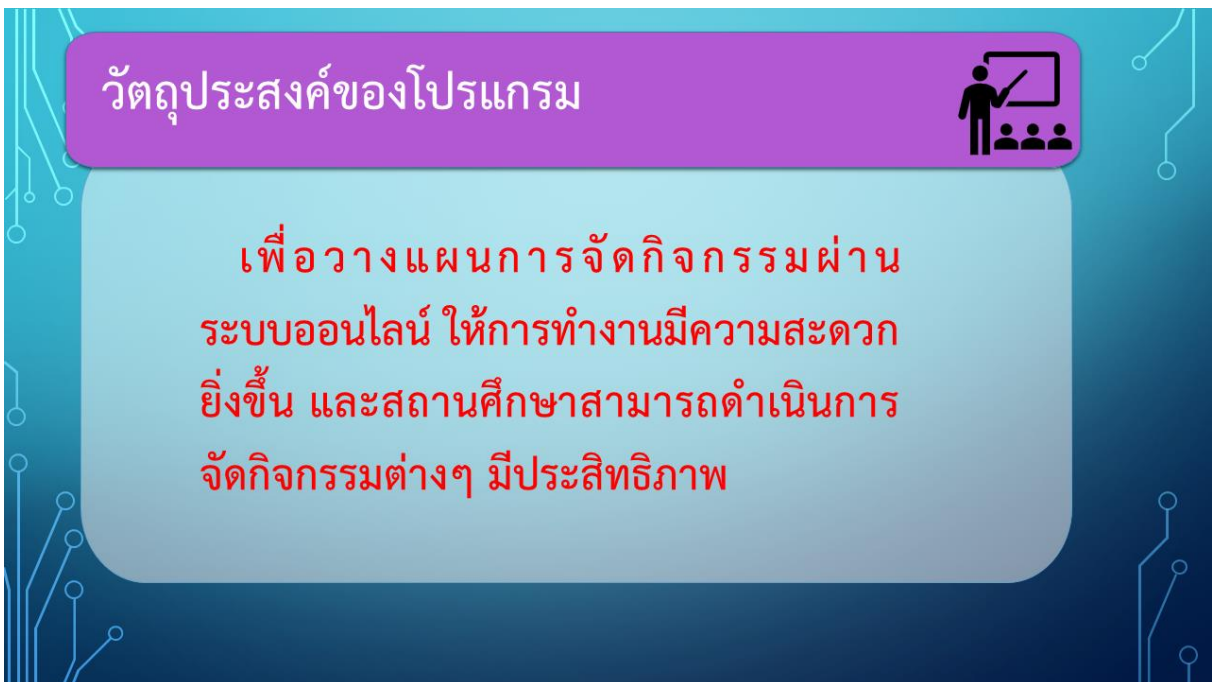 วัตถุประสงค์ของโปรแกรม
เพื่อวางแผนการจัดกิจกรรมผ่าน
ระบบออนไลน์ ให้การทำงานมีความสะดวก
ยิ่งขึ้น และสถานศึกษาสามารถดำเนินการ
จัดกิจกรรมต่างๆ มีประสิทธิภาพ